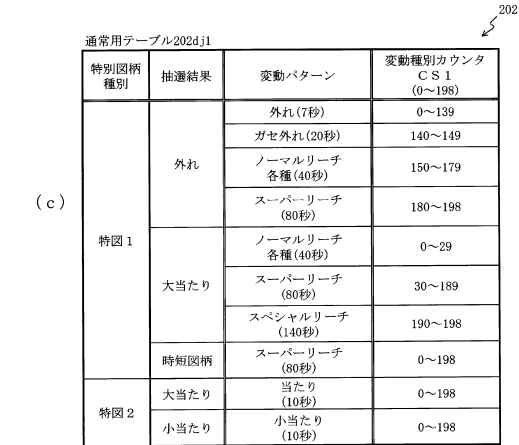 202
通常用テーブル202dj1
特別図柄種別 抽選結果 変動パターン 変動種別カウンタCS1(0〜198)
(c)
特図1 外れ 外れ(7秒) 0〜139
ガセ外れ(20秒) 140〜149
ノーマルリーチ各種(40秒) 150〜179
スーパーリーチ(80秒) 180〜198
大当たり ノーマルリーチ各種(40秒) 0〜29
スーパーリーチ(80秒) 30〜189
スペシャルリーチ(140秒) 190〜198
時短図柄 スーパーリーチ(80秒) 0〜198
特図2 大当たり 当たり(10秒) 0〜198
小当たり 小当たり(10秒) 0〜198